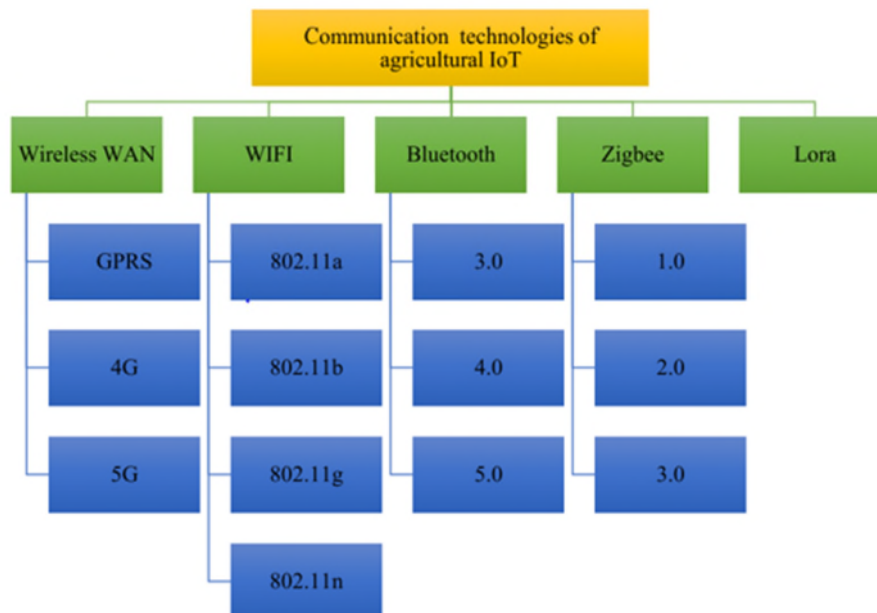 Communication technologies of
agricultural IoT
Wireless WAN
WIFI
Bluetooth
Zigbee
Lora
GPRS
802.11a
3.0
1.0
4G
802.11b
4.0
2.0
5G
802.11g
5.0
3.0
802.11n